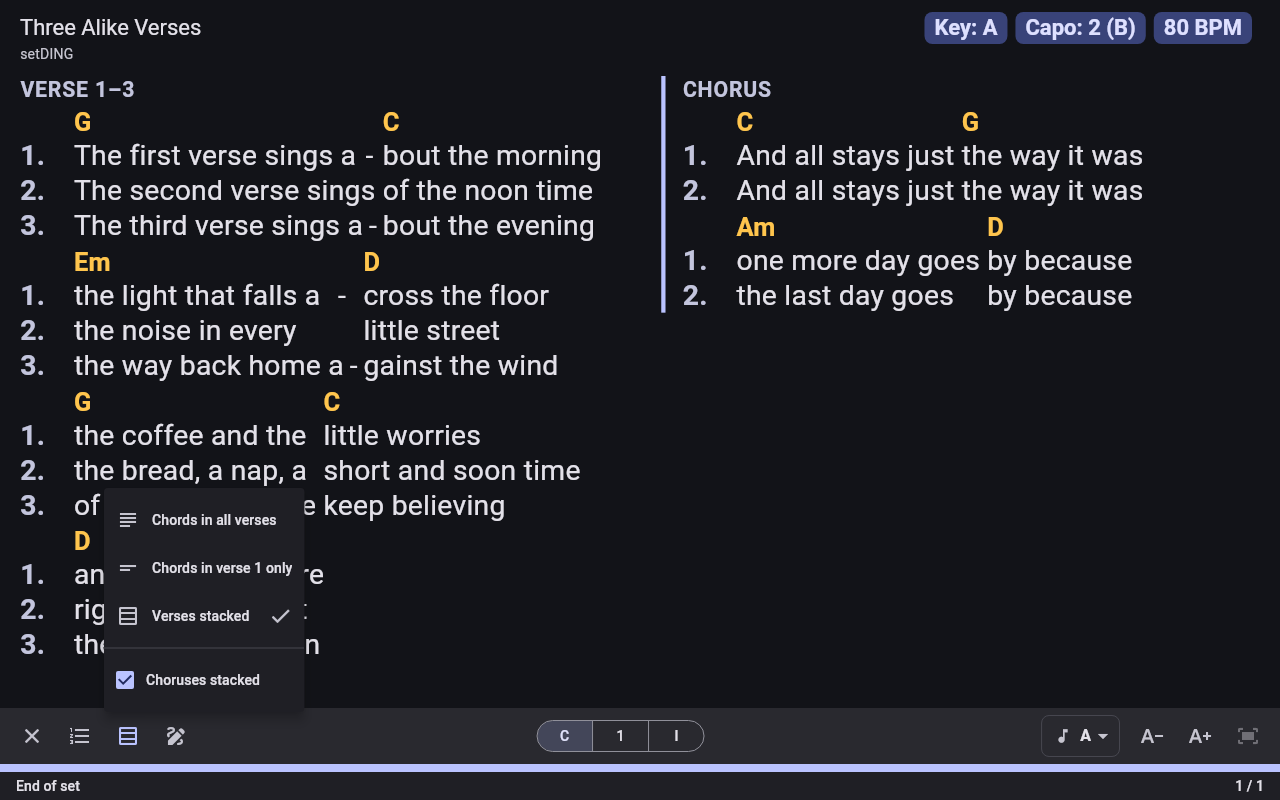 Three Alike Verses
setDING
Key: A
Capo: 2 (B)
80 BPM
VERSE 1–3
G C
1. The first verse sings a - bout the morning
2. The second verse sings of the noon time
3. The third verse sings a - bout the evening
Em D
1. the light that falls a - cross the floor
2. the noise in every little street
3. the way back home a - gainst the wind
G C
1. the coffee and the little worries
2. the bread, a nap, a short and soon time
3. of keep believing
D
1.
2.
3.
CHORUS
C G
1. And all stays just the way it was
2. And all stays just the way it was
Am D
1. one more day goes by because
2. the last day goes by because
Chords in all verses
Chords in verse 1 only
Verses stacked
Choruses stacked
C 1 I
A
A− A+
End of set
1 / 1